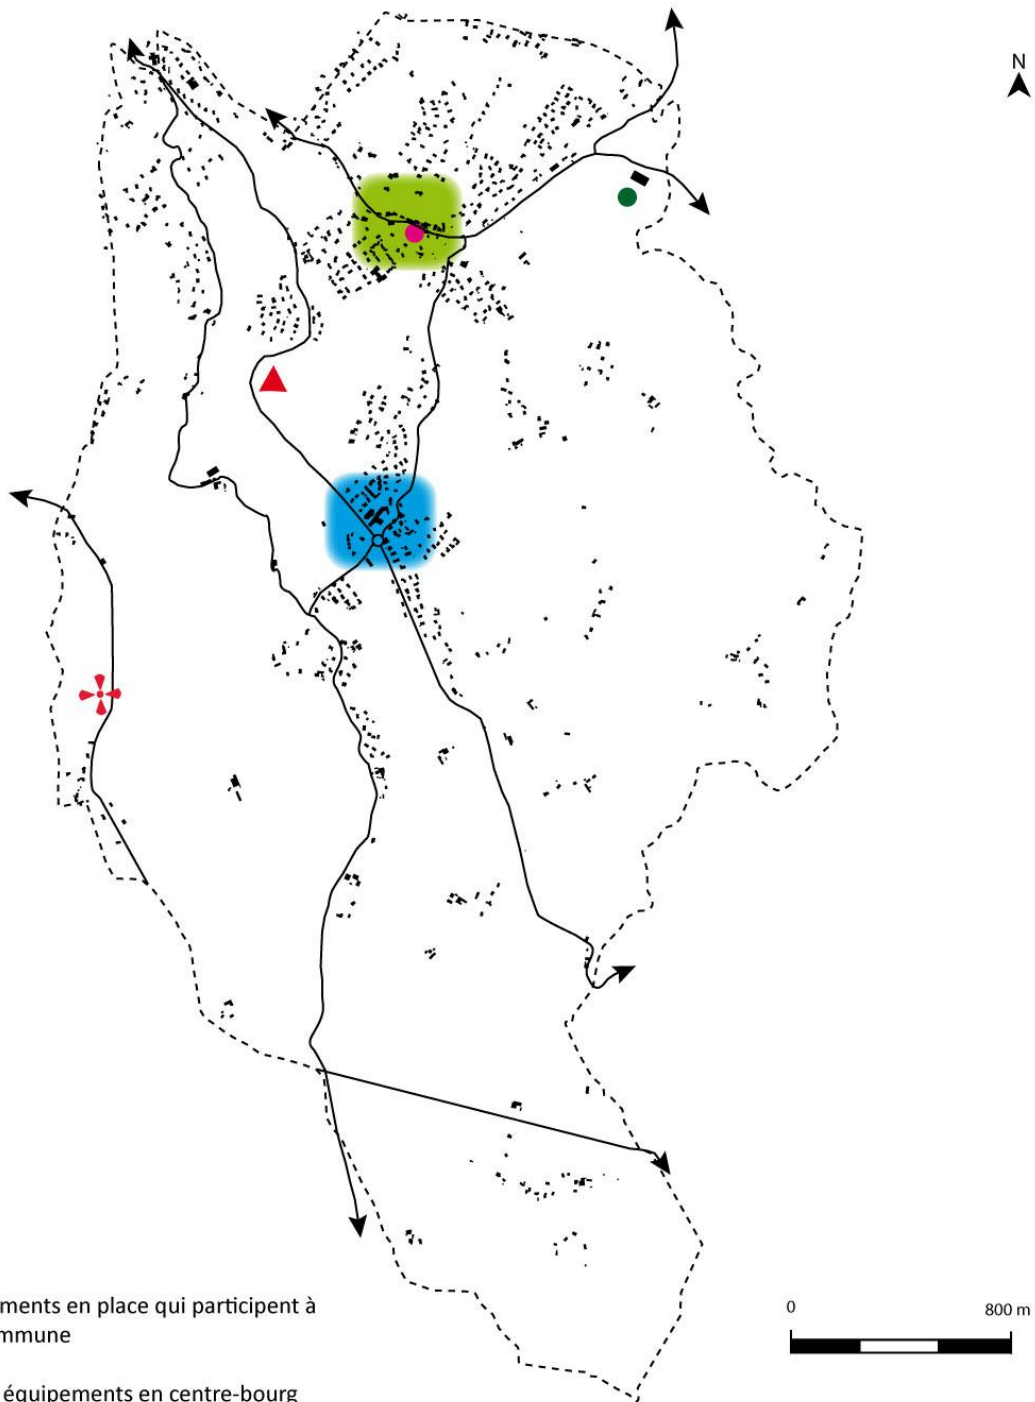 N
ments en place qui participent à
mmune
équipements en centre-bourg
0 800 m